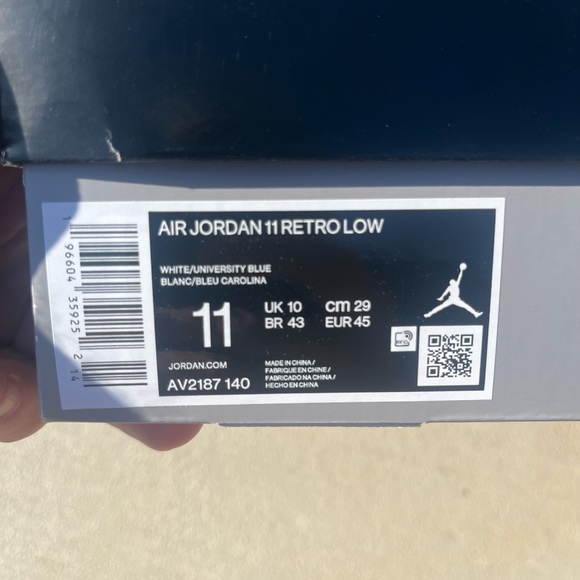 AIR JORDAN 11 RETRO LOW
WHITE/UNIVERSITY BLUE
BLANC/BLEU CAROLINA
11
UK 10 cm 29
BR 43 EUR 45
JORDAN.COM
AV2187 140
MADE IN CHINA /
FABRIQUE EN CHINE /
FABRICADO NA CHINA /
HECHO EN CHINA
RFID
1 96604 35925 2 14